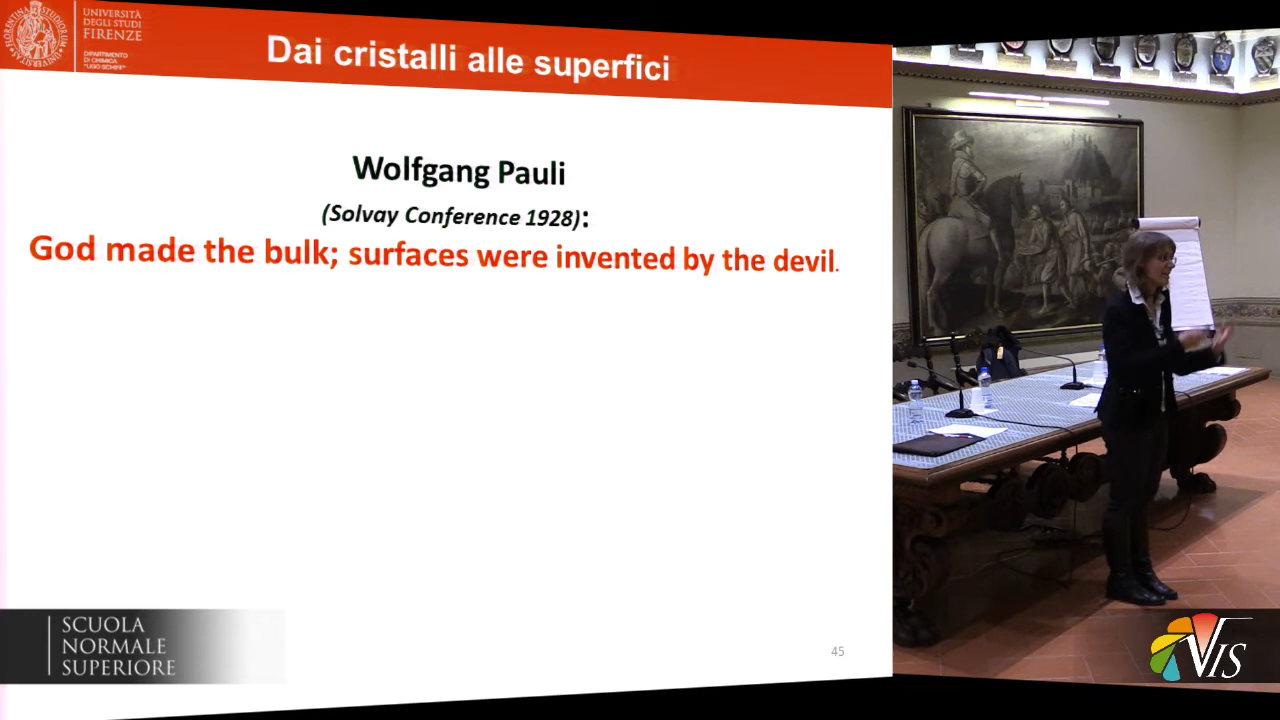 UNIVERSITÀ
DEGLI STUDI
FIRENZE
DIPARTIMENTO
DI CHIMICA
"UGO SCHIFF"
Dai cristalli alle superfici
Wolfgang Pauli
(Solvay Conference 1928):
God made the bulk; surfaces were invented by the devil.
45
SCUOLA
NORMALE
SUPERIORE
VIS